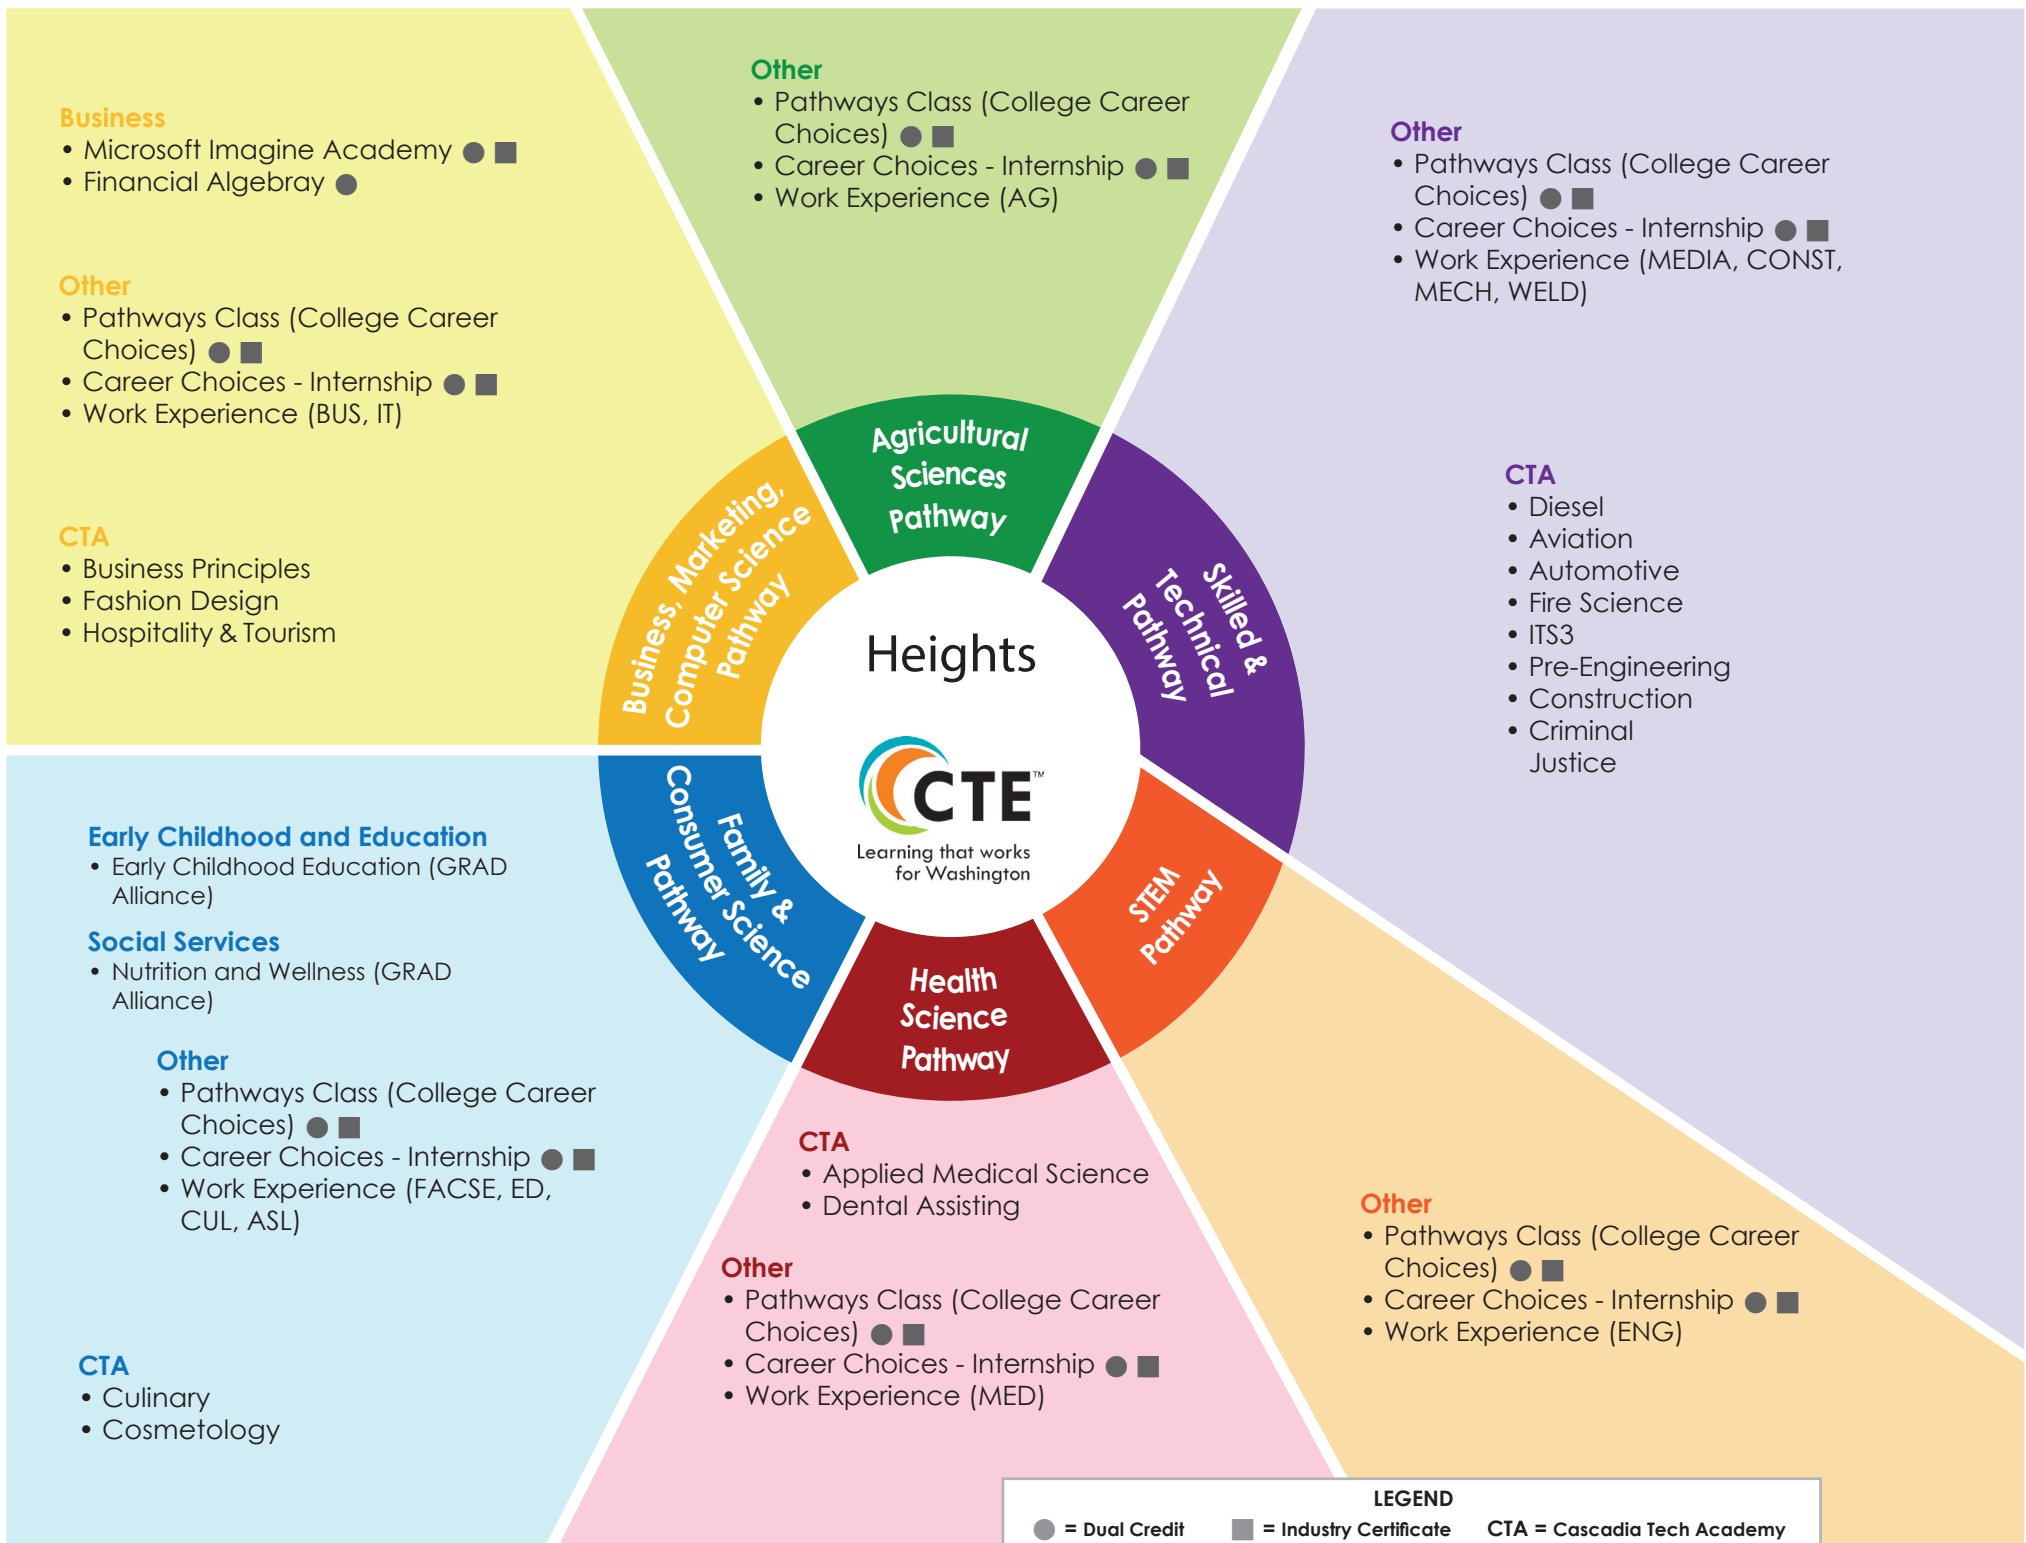 Business
• Microsoft Imagine Academy ● ■
• Financial Algebray ●
Other
• Pathways Class (College Career
Choices) ● ■
• Career Choices - Internship ● ■
• Work Experience (BUS, IT)
CTA
• Business Principles
• Fashion Design
• Hospitality & Tourism
Other
• Pathways Class (College Career
Choices) ● ■
• Career Choices - Internship ● ■
• Work Experience (AG)
Other
• Pathways Class (College Career
Choices) ● ■
• Career Choices - Internship ● ■
• Work Experience (MEDIA, CONST,
MECH, WELD)
CTA
• Diesel
• Aviation
• Automotive
• Fire Science
• ITS3
• Pre-Engineering
• Construction
• Criminal
Justice
Business, Marketing,
Computer Science
Pathway
Agricultural
Sciences
Pathway
Skilled &
Technical
Pathway
Heights
CTE™
Learning that works
for Washington
Family &
Consumer Science
Pathway
Health
Science
Pathway
STEM
Pathway
Early Childhood and Education
• Early Childhood Education (GRAD
Alliance)
Social Services
• Nutrition and Wellness (GRAD
Alliance)
Other
• Pathways Class (College Career
Choices) ● ■
• Career Choices - Internship ● ■
• Work Experience (FACSE, ED,
CUL, ASL)
CTA
• Culinary
• Cosmetology
CTA
• Applied Medical Science
• Dental Assisting
Other
• Pathways Class (College Career
Choices) ● ■
• Career Choices - Internship ● ■
• Work Experience (MED)
Other
• Pathways Class (College Career
Choices) ● ■
• Career Choices - Internship ● ■
• Work Experience (ENG)
LEGEND
● = Dual Credit ■ = Industry Certificate CTA = Cascadia Tech Academy